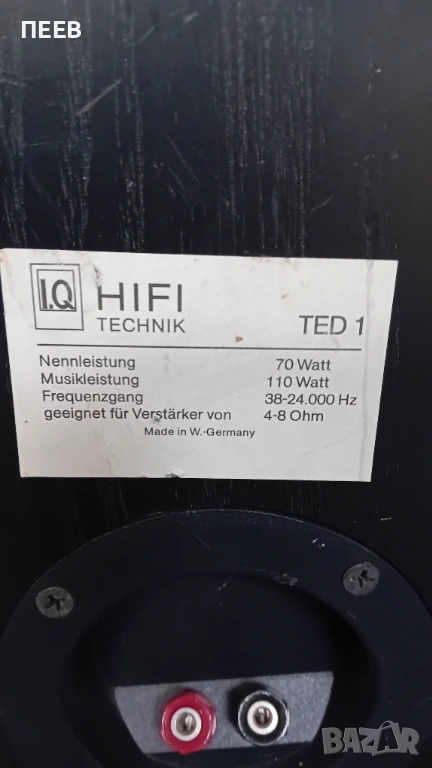 ПЕЕВ
I.Q HIFI
TECHNIK TED 1
Nennleistung 70 Watt
Musikleistung 110 Watt
Frequenzgang 38-24.000 Hz
geeignet für Verstärker von 4-8 Ohm
Made in W.-Germany
BAZAR